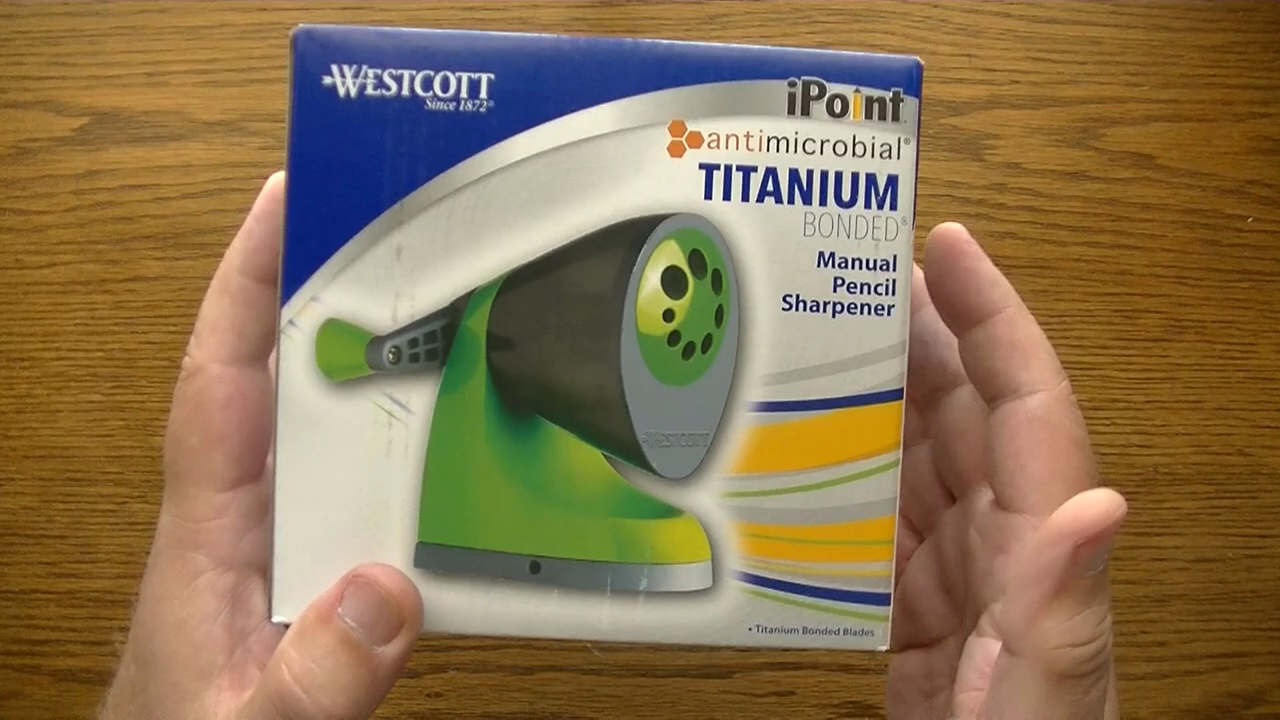 WESTCOTT
Since 1872®
iPoint
antimicrobial®
TITANIUM
BONDED®
Manual
Pencil
Sharpener
WESTCOTT
• Titanium Bonded Blades